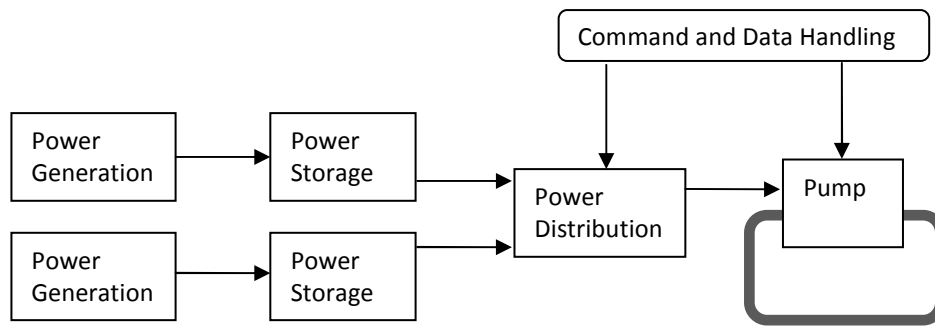 Command and Data Handling
Power
Generation
Power
Storage
Power
Distribution
Pump
Power
Generation
Power
Storage